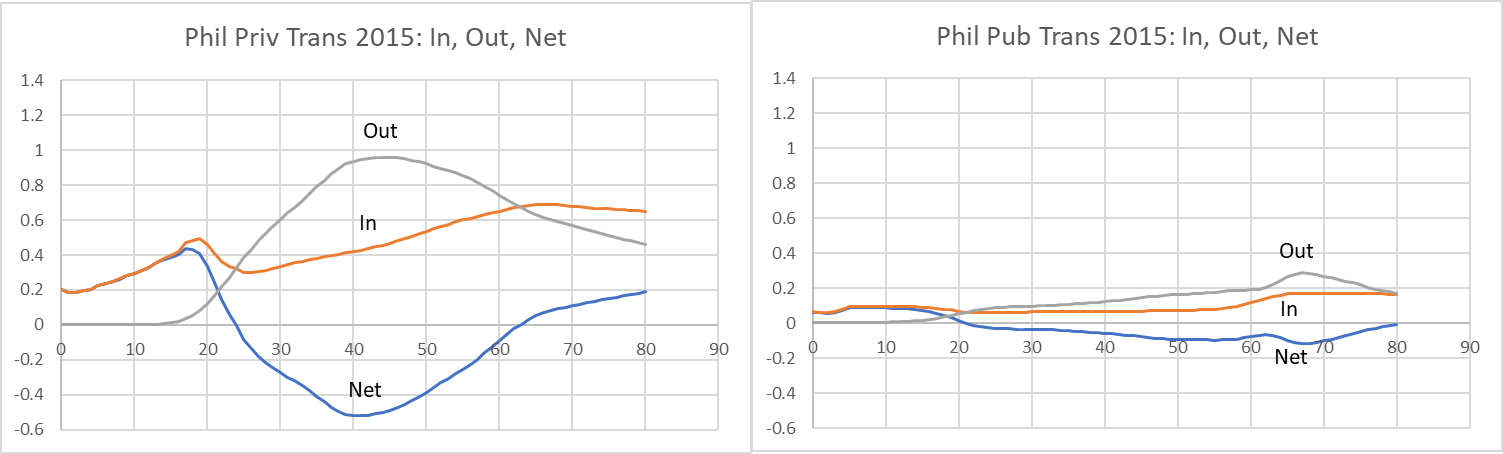 Phil Priv Trans 2015: In, Out, Net
1.4
1.2
1
0.8
0.6
0.4
0.2
0
-0.2
-0.4
-0.6
0 10 20 30 40 50 60 70 80 90
Out
In
Net
Phil Pub Trans 2015: In, Out, Net
1.4
1.2
1
0.8
0.6
0.4
0.2
0
-0.2
-0.4
-0.6
0 10 20 30 40 50 60 70 80 90
Out
In
Net